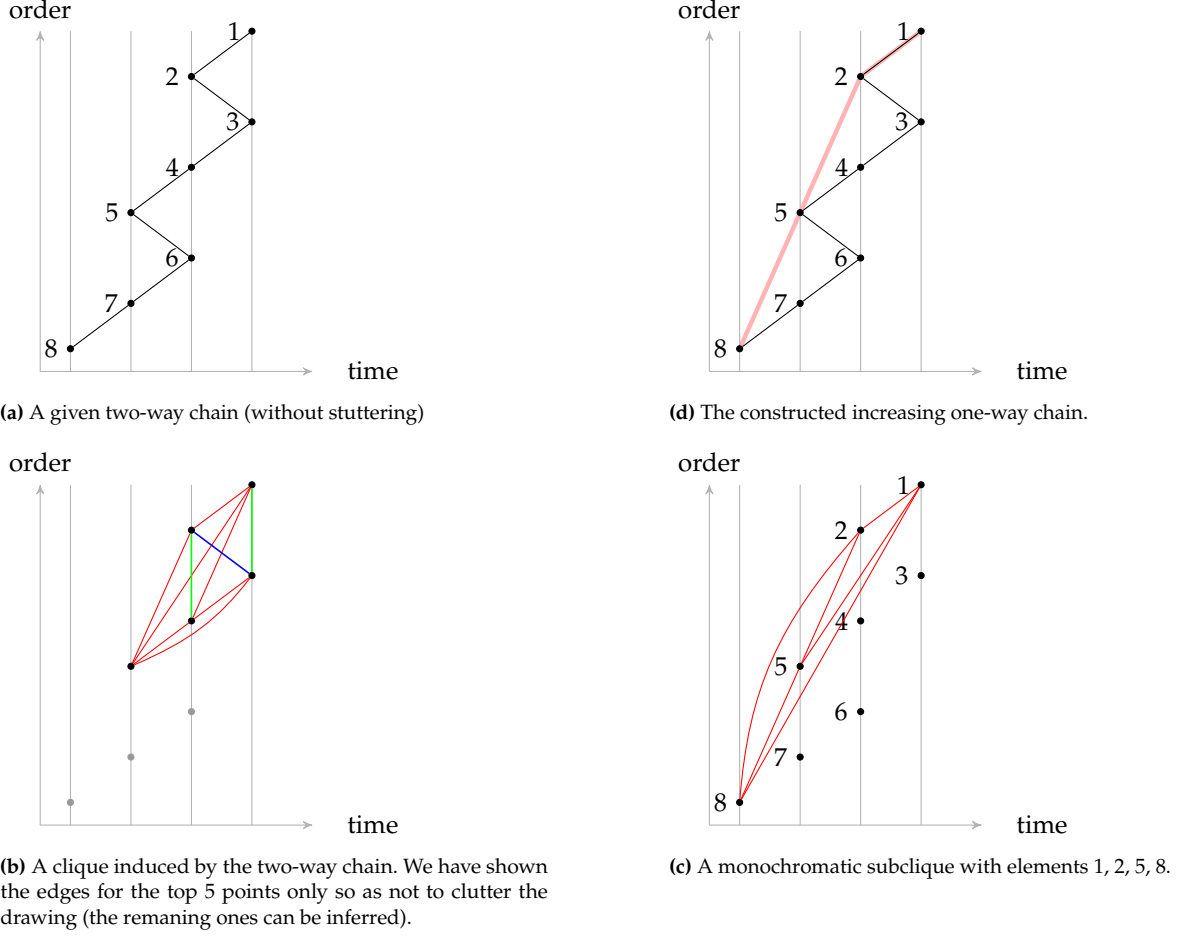 order
1
2
3
4
5
6
7
8
time
(a) A given two-way chain (without stuttering)
order
1
2
3
4
5
6
7
8
time
(d) The constructed increasing one-way chain.
order
time
(b) A clique induced by the two-way chain. We have shown
the edges for the top 5 points only so as not to clutter the
drawing (the remaning ones can be inferred).
order
1
2
3
4
5
6
7
8
time
(c) A monochromatic subclique with elements 1, 2, 5, 8.